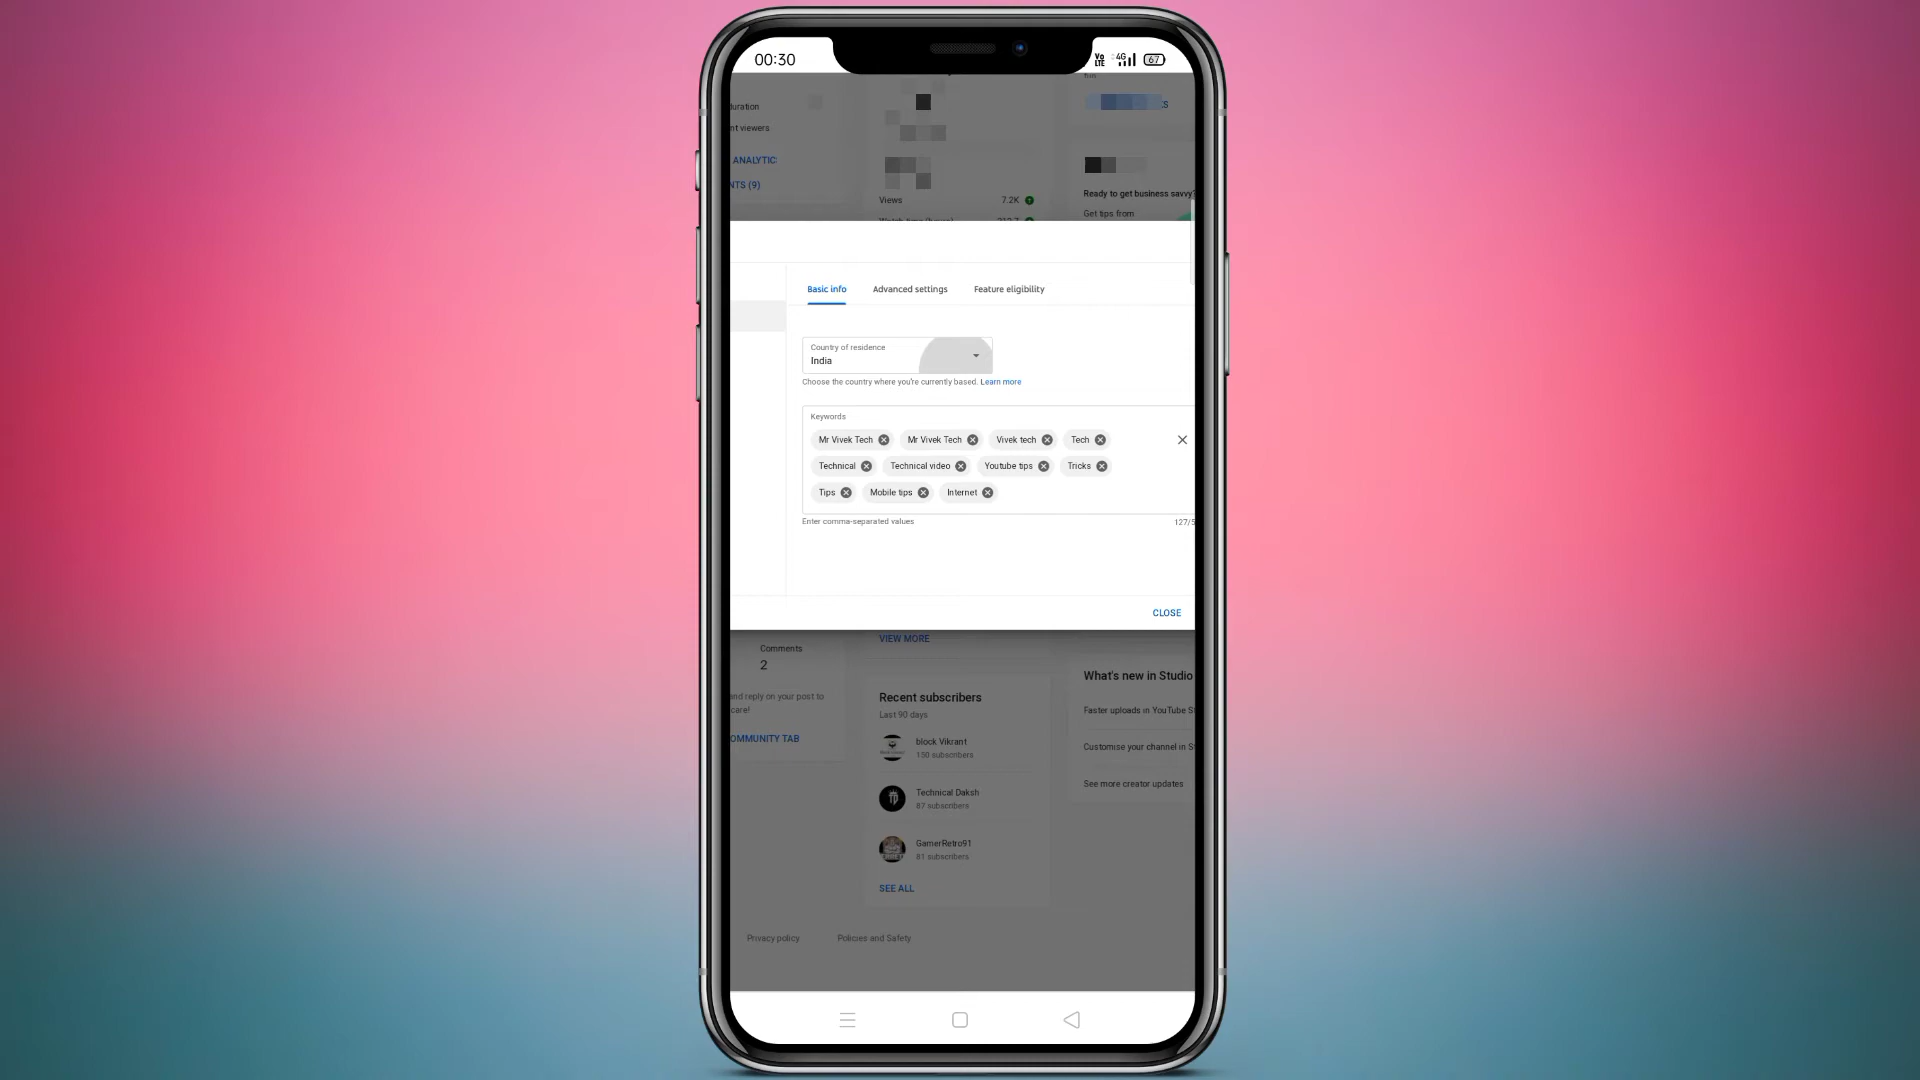 00:30
Vo LTE 4G 67
duration
nt viewers
ANALYTIC
NTS (9)
Views 7.2K
Ready to get business savvy?
Get tips from
Basic info Advanced settings Feature eligibility
Country of residence
India
Choose the country where you're currently based. Learn more
Keywords
Mr Vivek Tech Mr Vivek Tech Vivek tech Tech
Technical Technical video Youtube tips Tricks
Tips Mobile tips Internet
Enter comma-separated values 127/5
CLOSE
VIEW MORE
Comments
2
and reply on your post to
care!
OMMUNITY TAB
Recent subscribers
Last 90 days
block Vikrant
150 subscribers
Technical Daksh
87 subscribers
GamerRetro91
81 subscribers
SEE ALL
What's new in Studio
Faster uploads in YouTube S
Customise your channel in S
See more creator updates
Privacy policy Policies and Safety